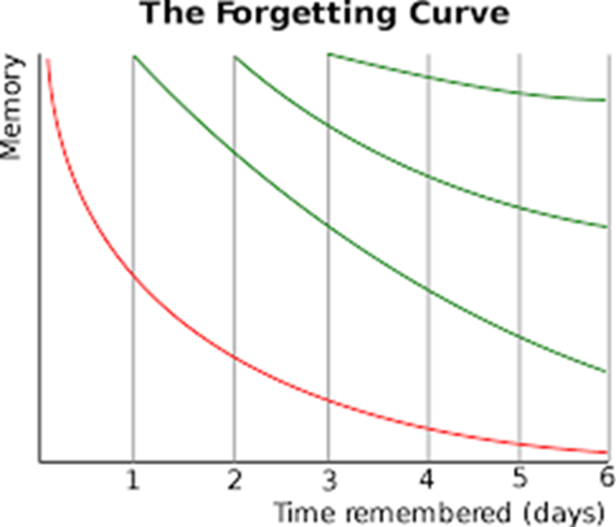 The Forgetting Curve
Memory
1 2 3 4 5 6
Time remembered (days)